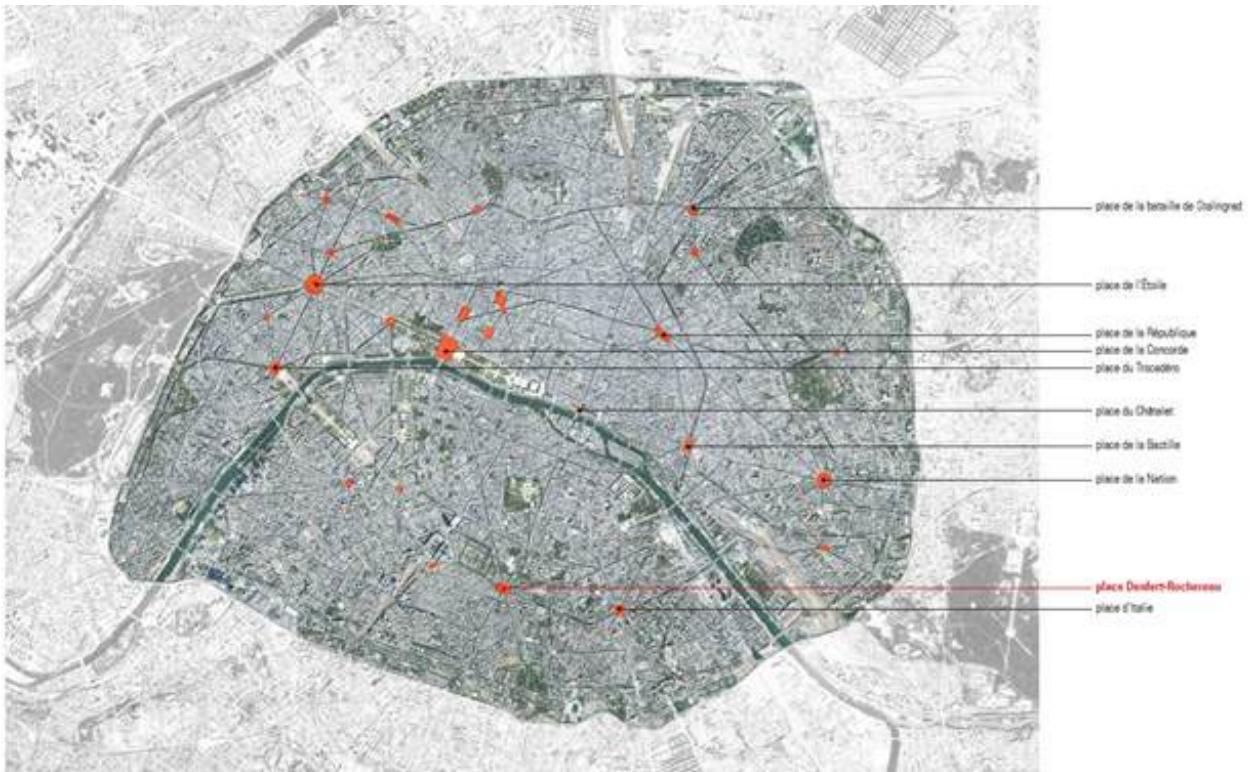 place de la bataille de Stalingrad
place de l'Étoile
place de la République
place de la Concorde
place du Trocadéro
place du Châtelet
place de la Bastille
place de la Nation
place Denfert-Rochereau
place d'Italie